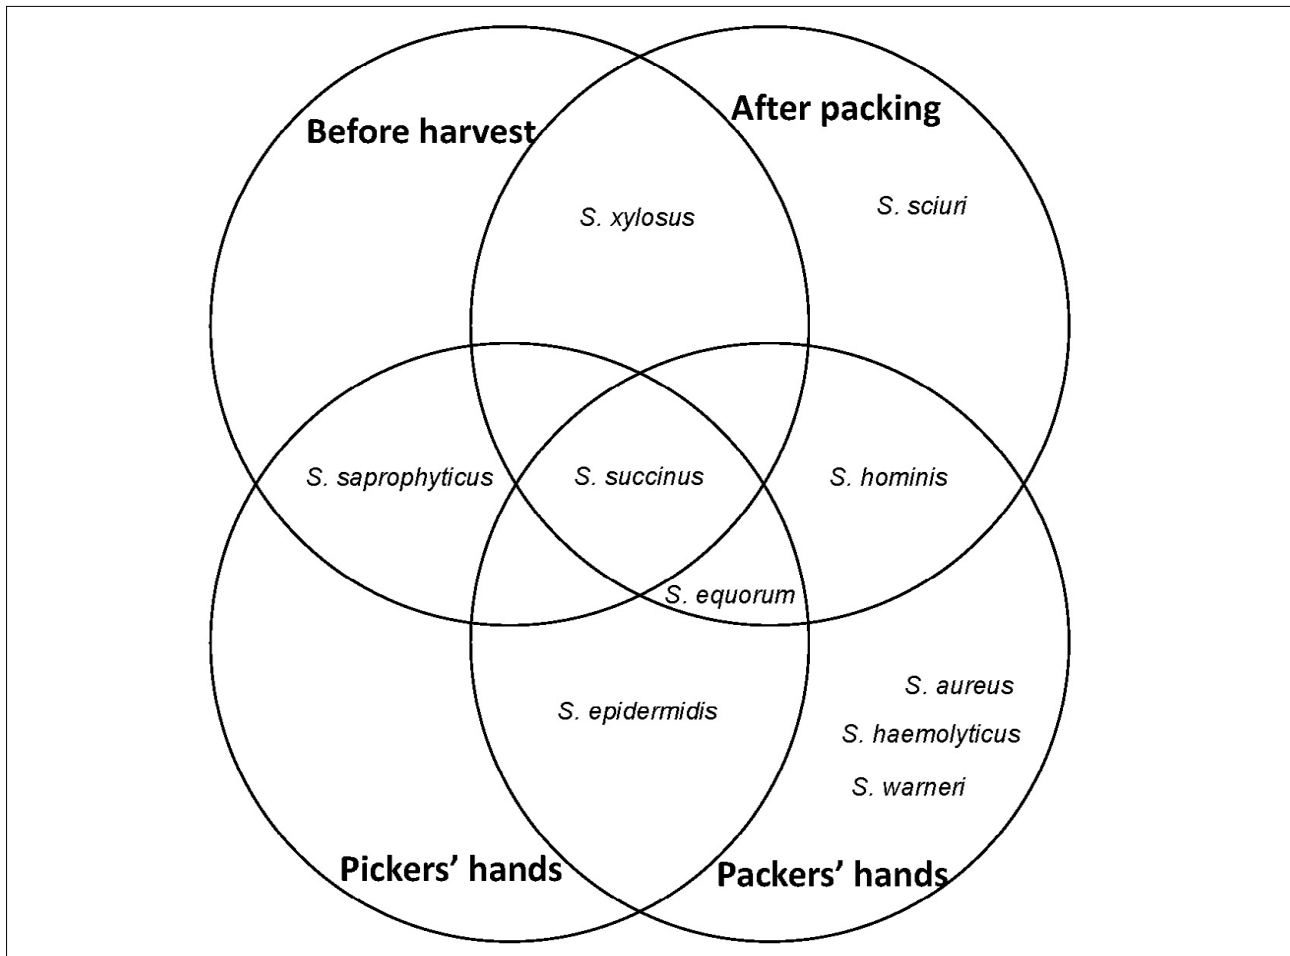 Before harvest
After packing
S. xylosus
S. sciuri
S. saprophyticus
S. succinus
S. hominis
S. equorum
S. epidermidis
S. aureus
S. haemolyticus
S. warneri
Pickers’ hands
Packers’ hands